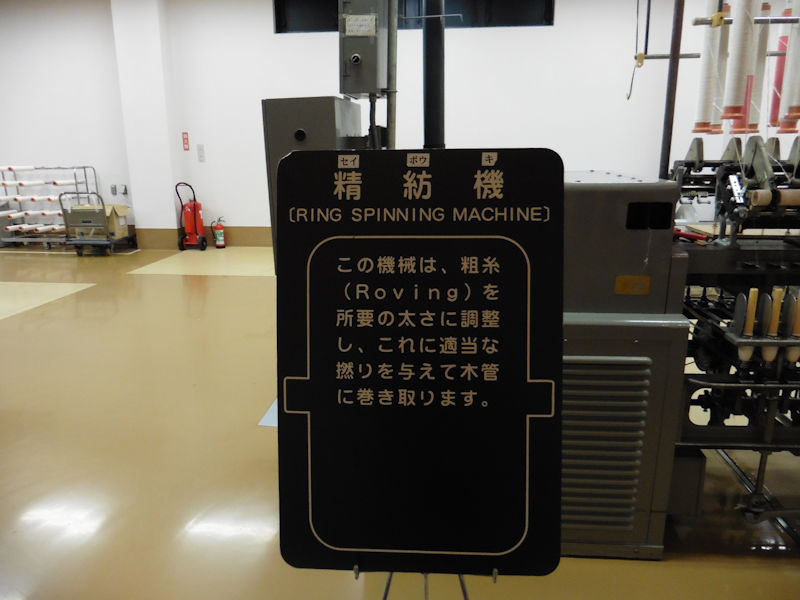 セイ ボウ キ
精紡機
〔RING SPINNING MACHINE〕
この機械は、粗糸
(Roving)を
所要の太さに調整
し、これに適当な
撚りを与えて木管
に巻き取ります。